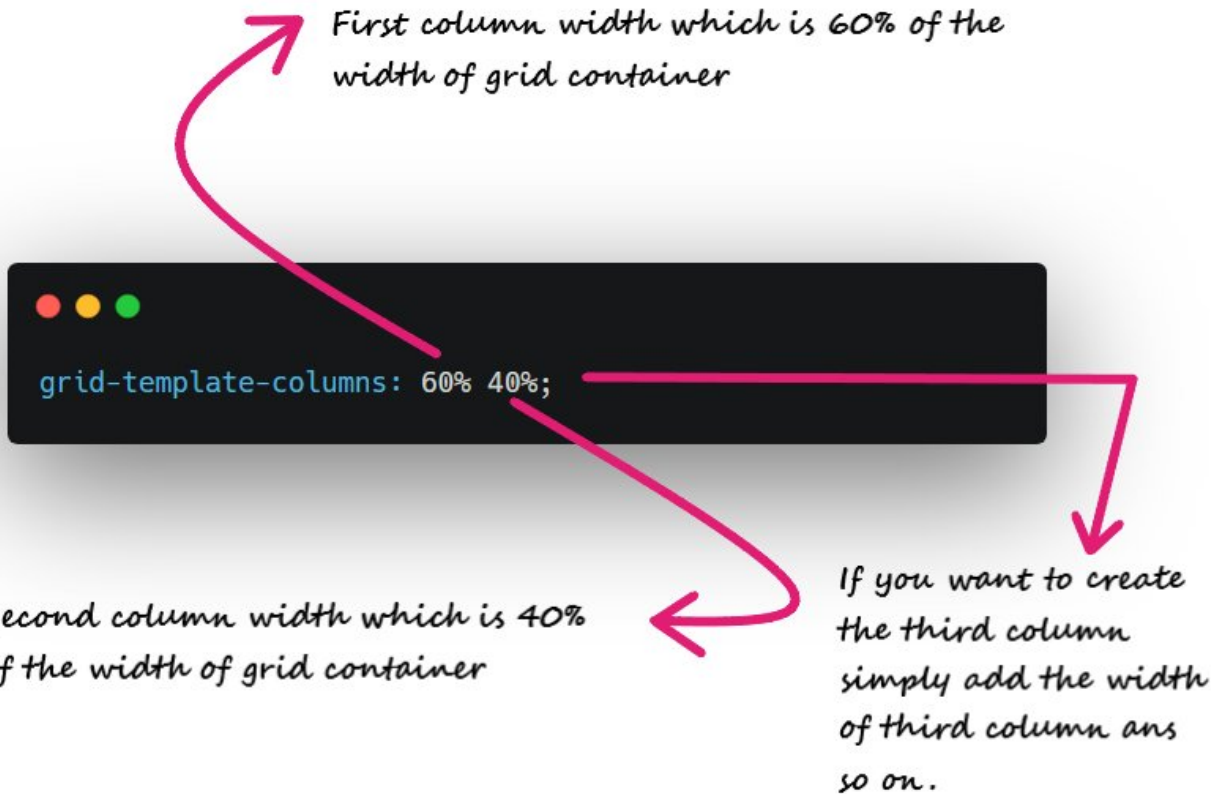 First column width which is 60% of the
width of grid container
grid-template-columns: 60% 40%;
econd column width which is 40%
f the width of grid container
If you want to create
the third column
simply add the width
of third column ans
so on.